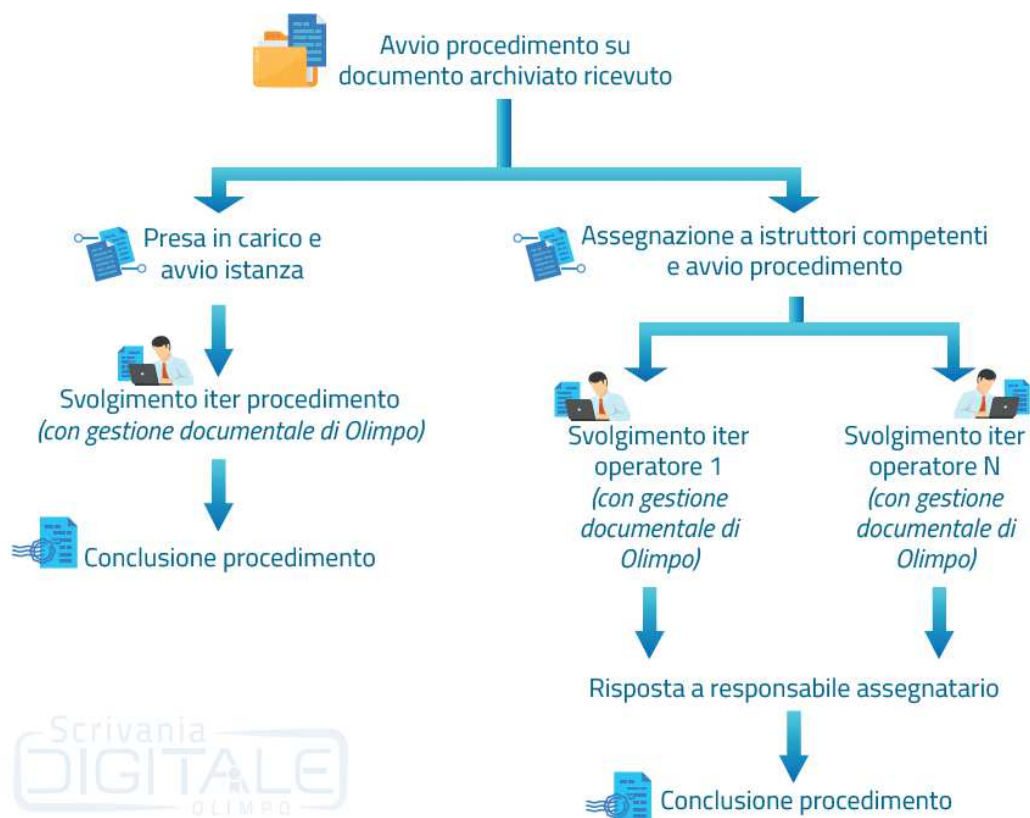 Avvio procedimento su
documento archiviato ricevuto
Presa in carico e
avvio istanza
Svolgimento iter procedimento
(con gestione documentale di Olimpo)
Conclusione procedimento
Assegnazione a istruttori competenti
e avvio procedimento
Svolgimento iter
operatore 1
(con gestione
documentale di
Olimpo)
Svolgimento iter
operatore N
(con gestione
documentale di
Olimpo)
Risposta a responsabile assegnatario
Conclusione procedimento
Scrivania
DIGITALE
OLIMPO